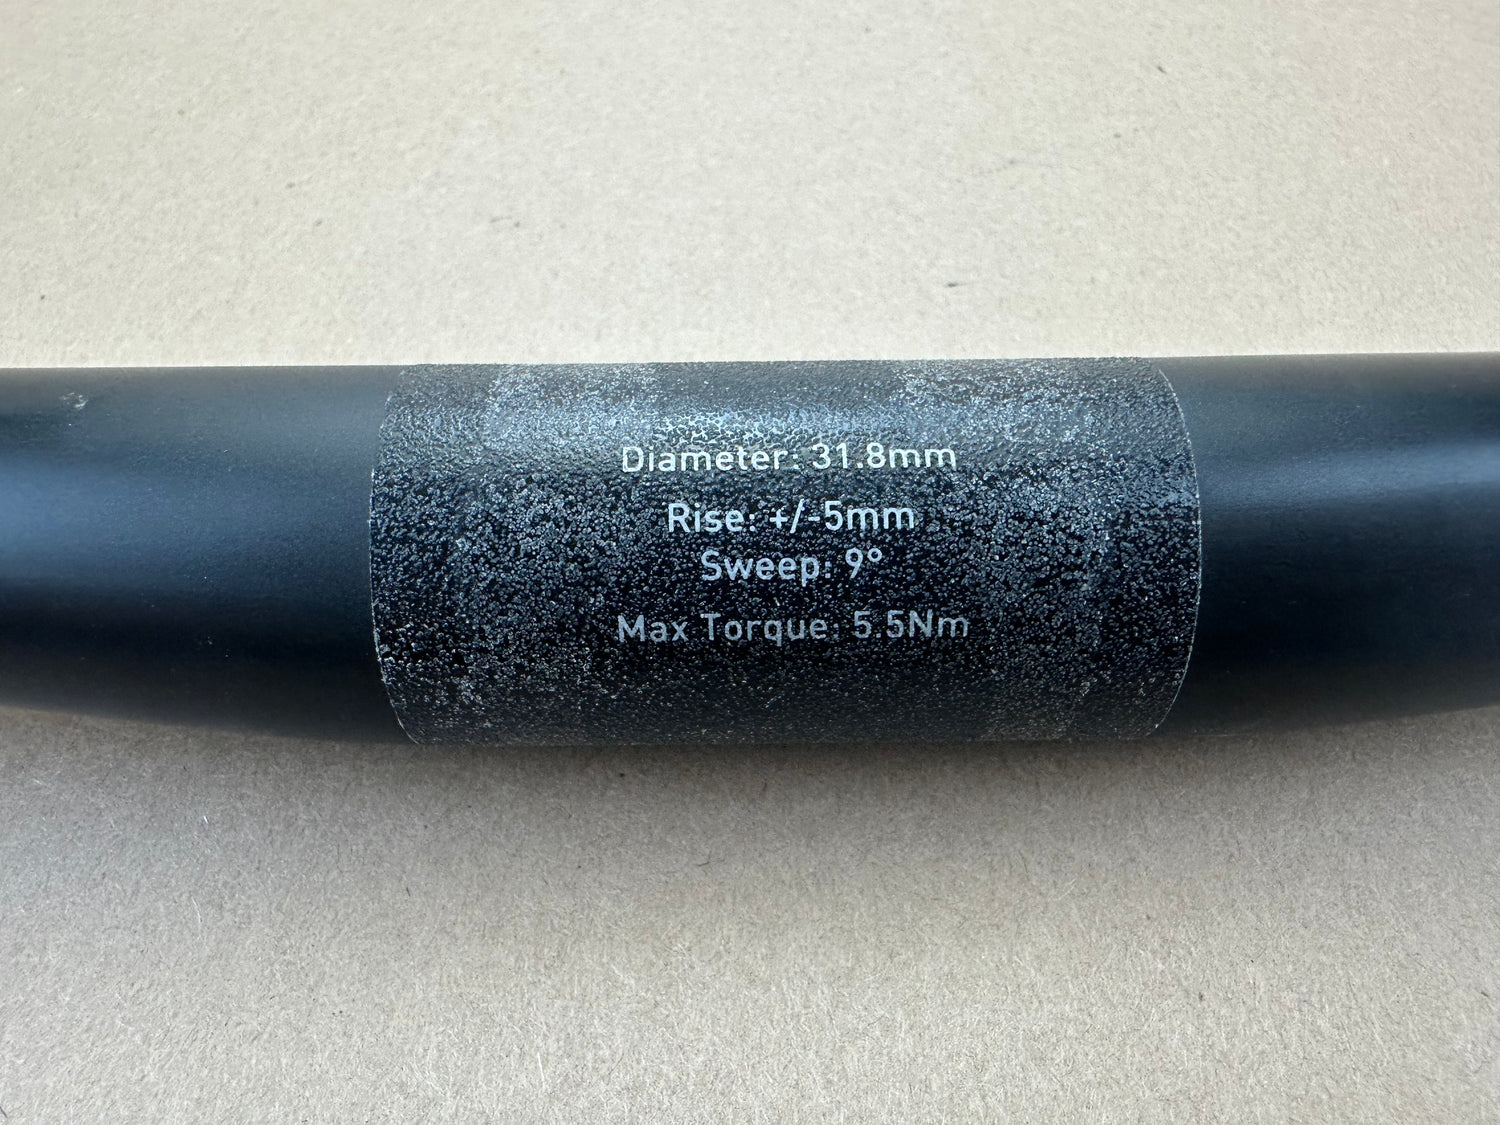 Diameter: 31.8mm
Rise: +/-5mm
Sweep: 9°
Max Torque: 5.5Nm